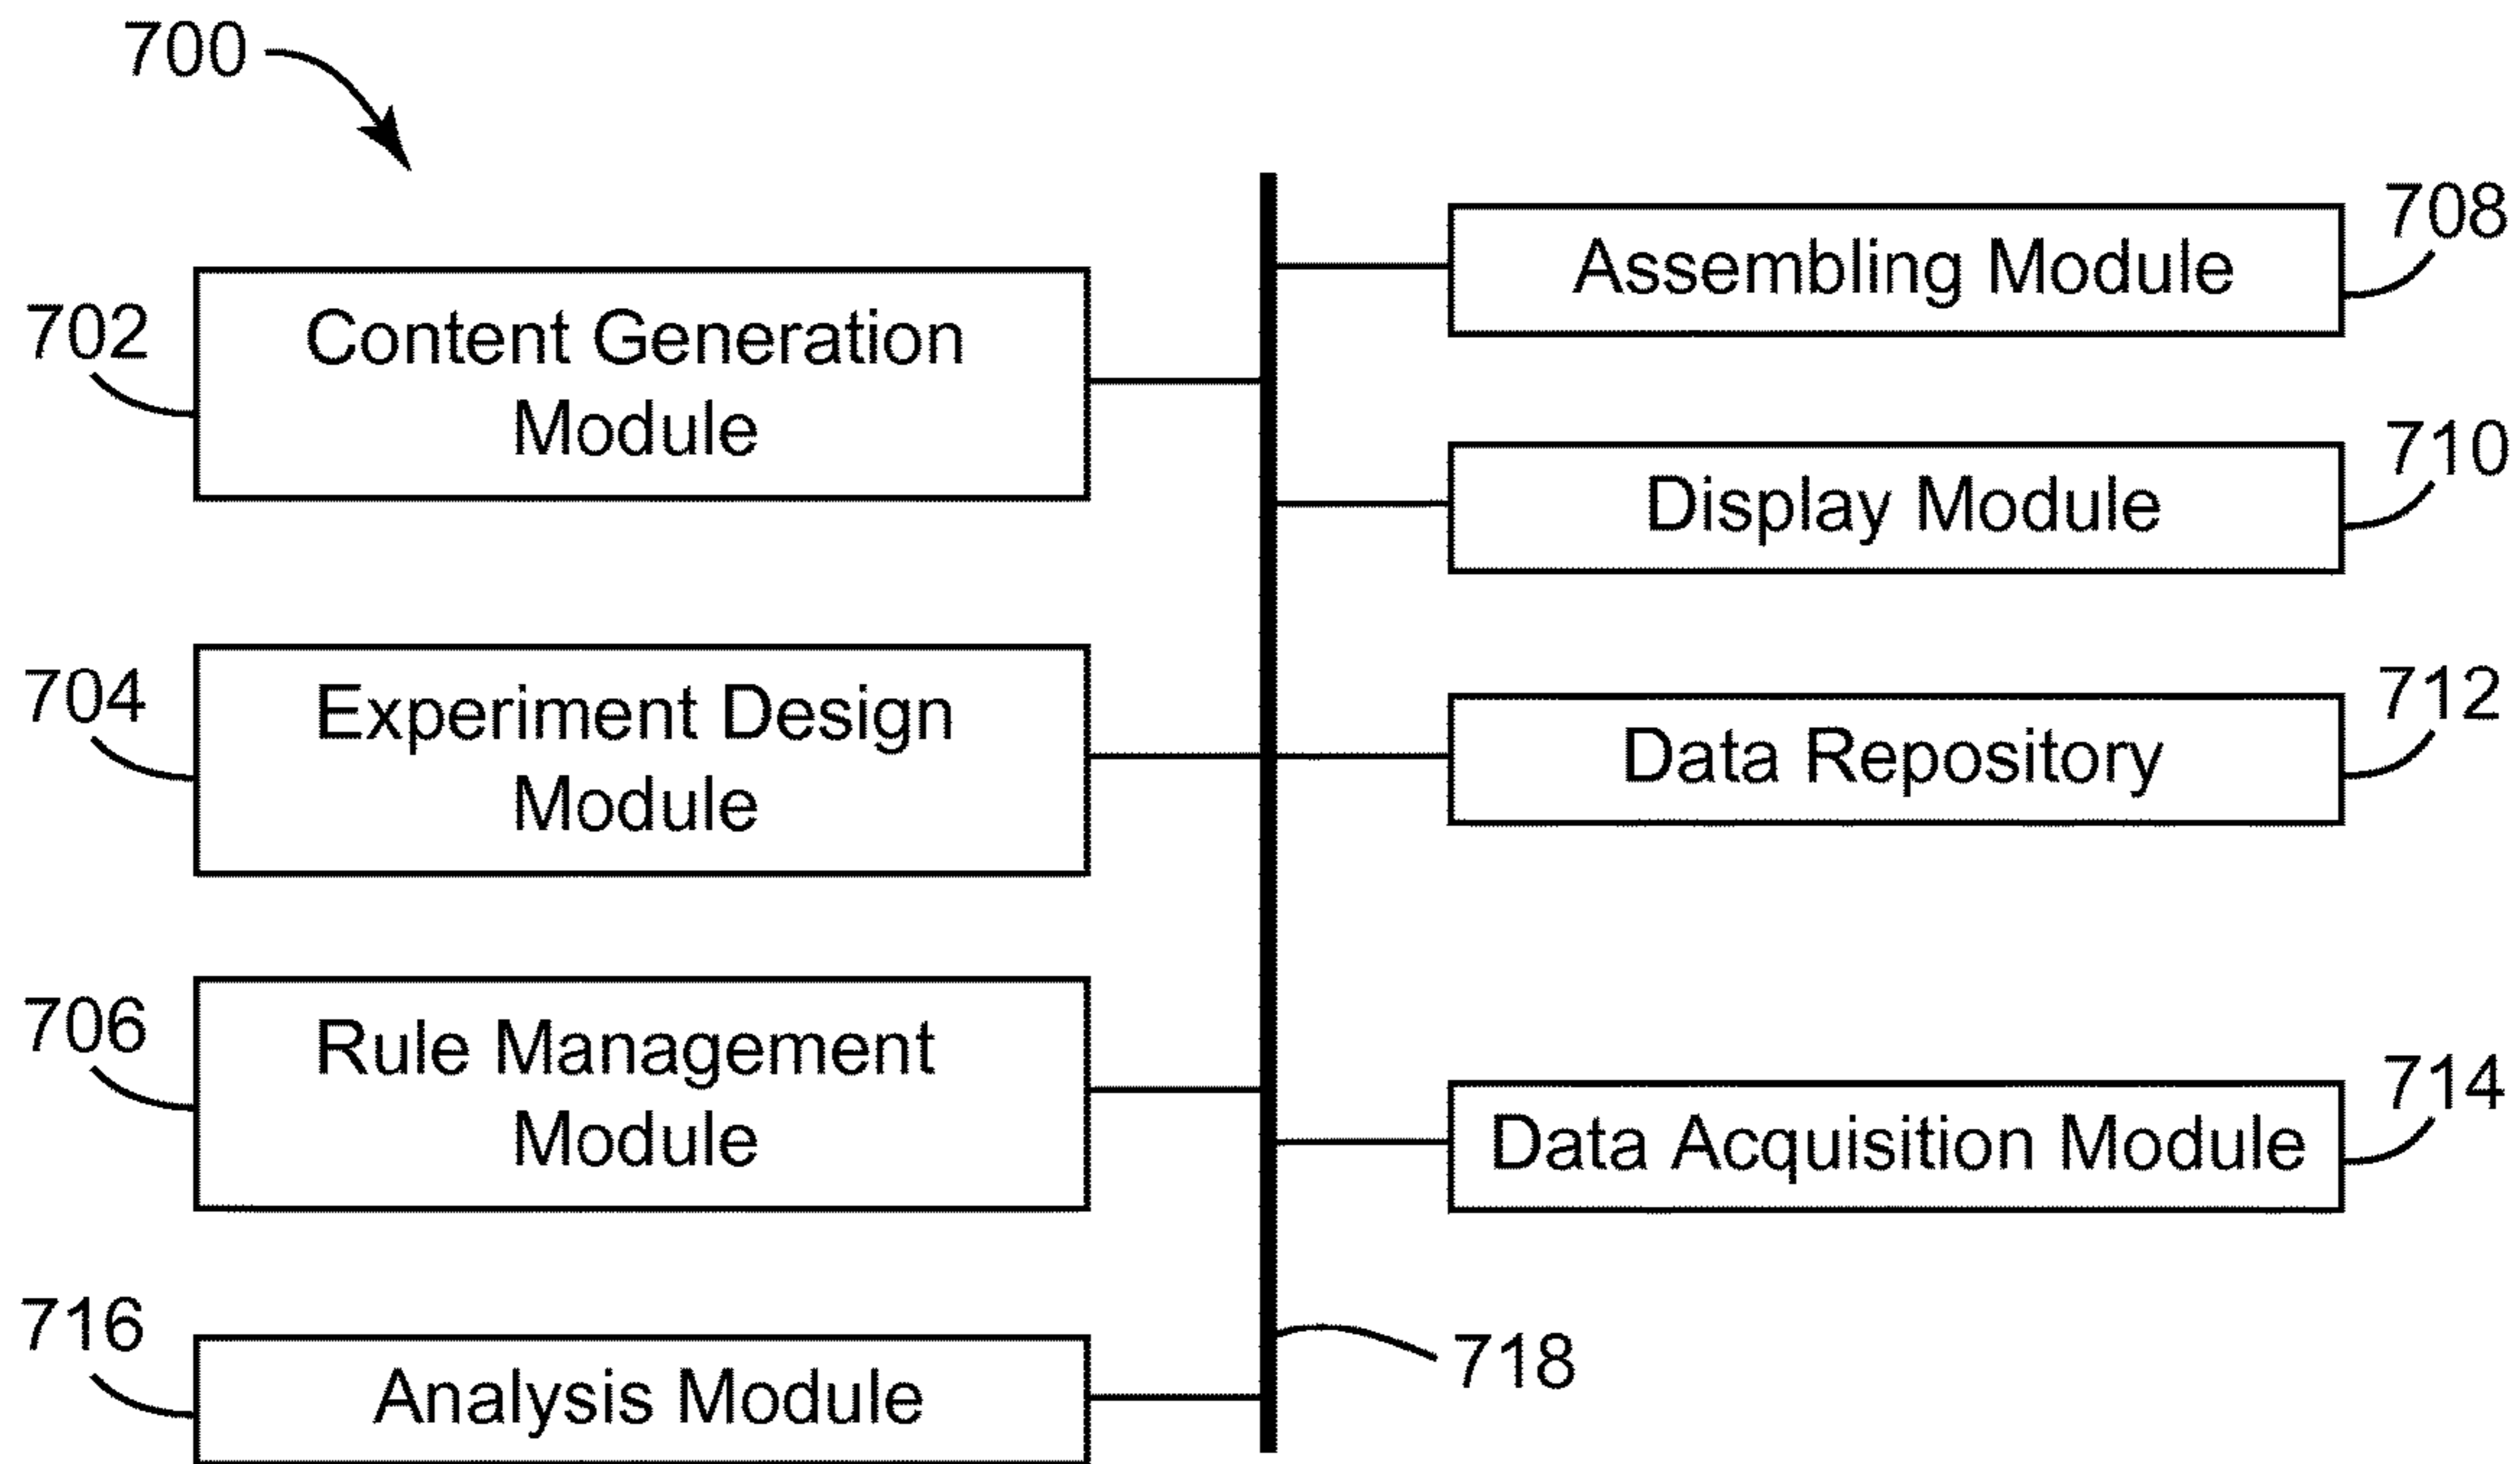 700
702
Content Generation
Module
704
Experiment Design
Module
706
Rule Management
Module
716
Analysis Module
708
Assembling Module
710
Display Module
712
Data Repository
714
Data Acquisition Module
718